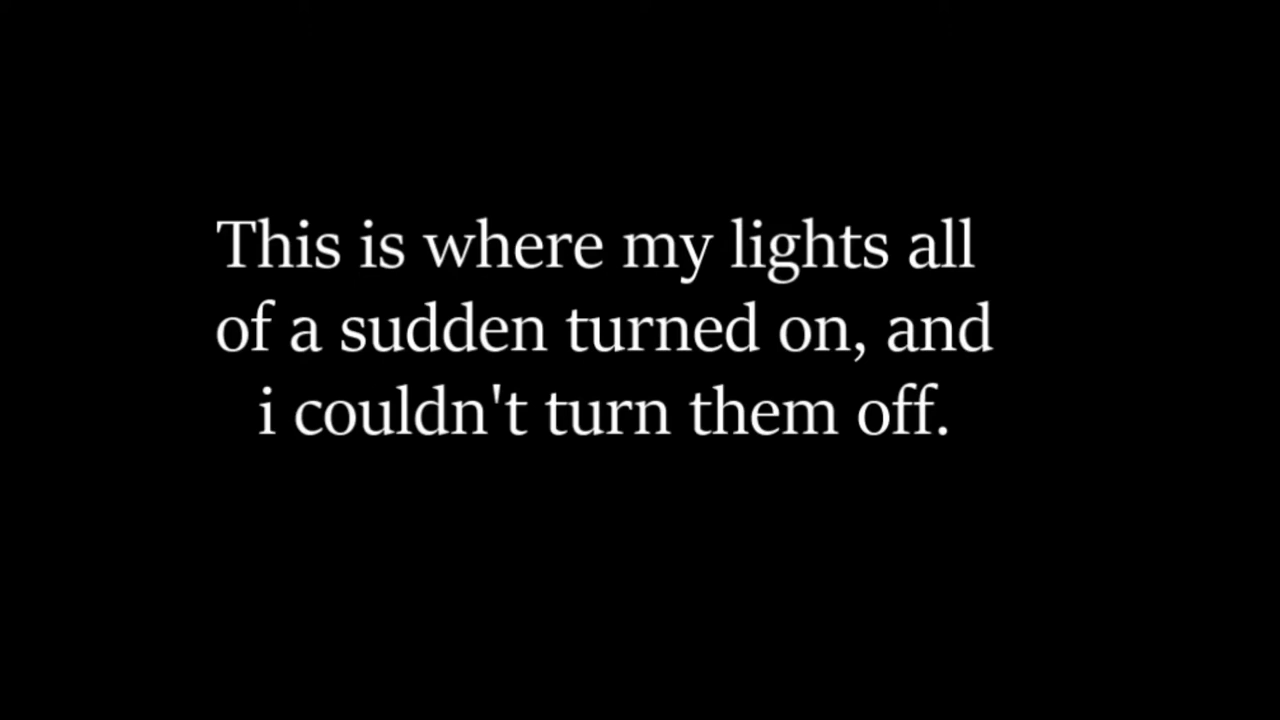 This is where my lights all
of a sudden turned on, and
i couldn't turn them off.